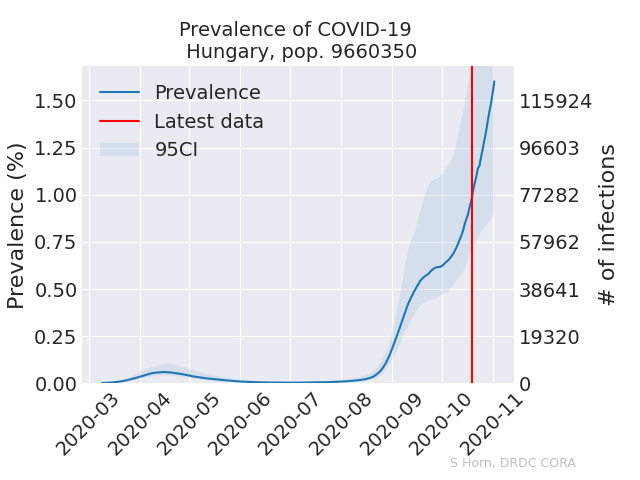 Prevalence of COVID-19
Hungary, pop. 9660350
Prevalence
Latest data
95CI
Prevalence (%)
1.50
1.25
1.00
0.75
0.50
0.25
0.00
115924
96603
77282
57962
38641
19320
0
# of infections
2020-03
2020-04
2020-05
2020-06
2020-07
2020-08
2020-09
2020-10
2020-11
S Horn, DRDC CORA